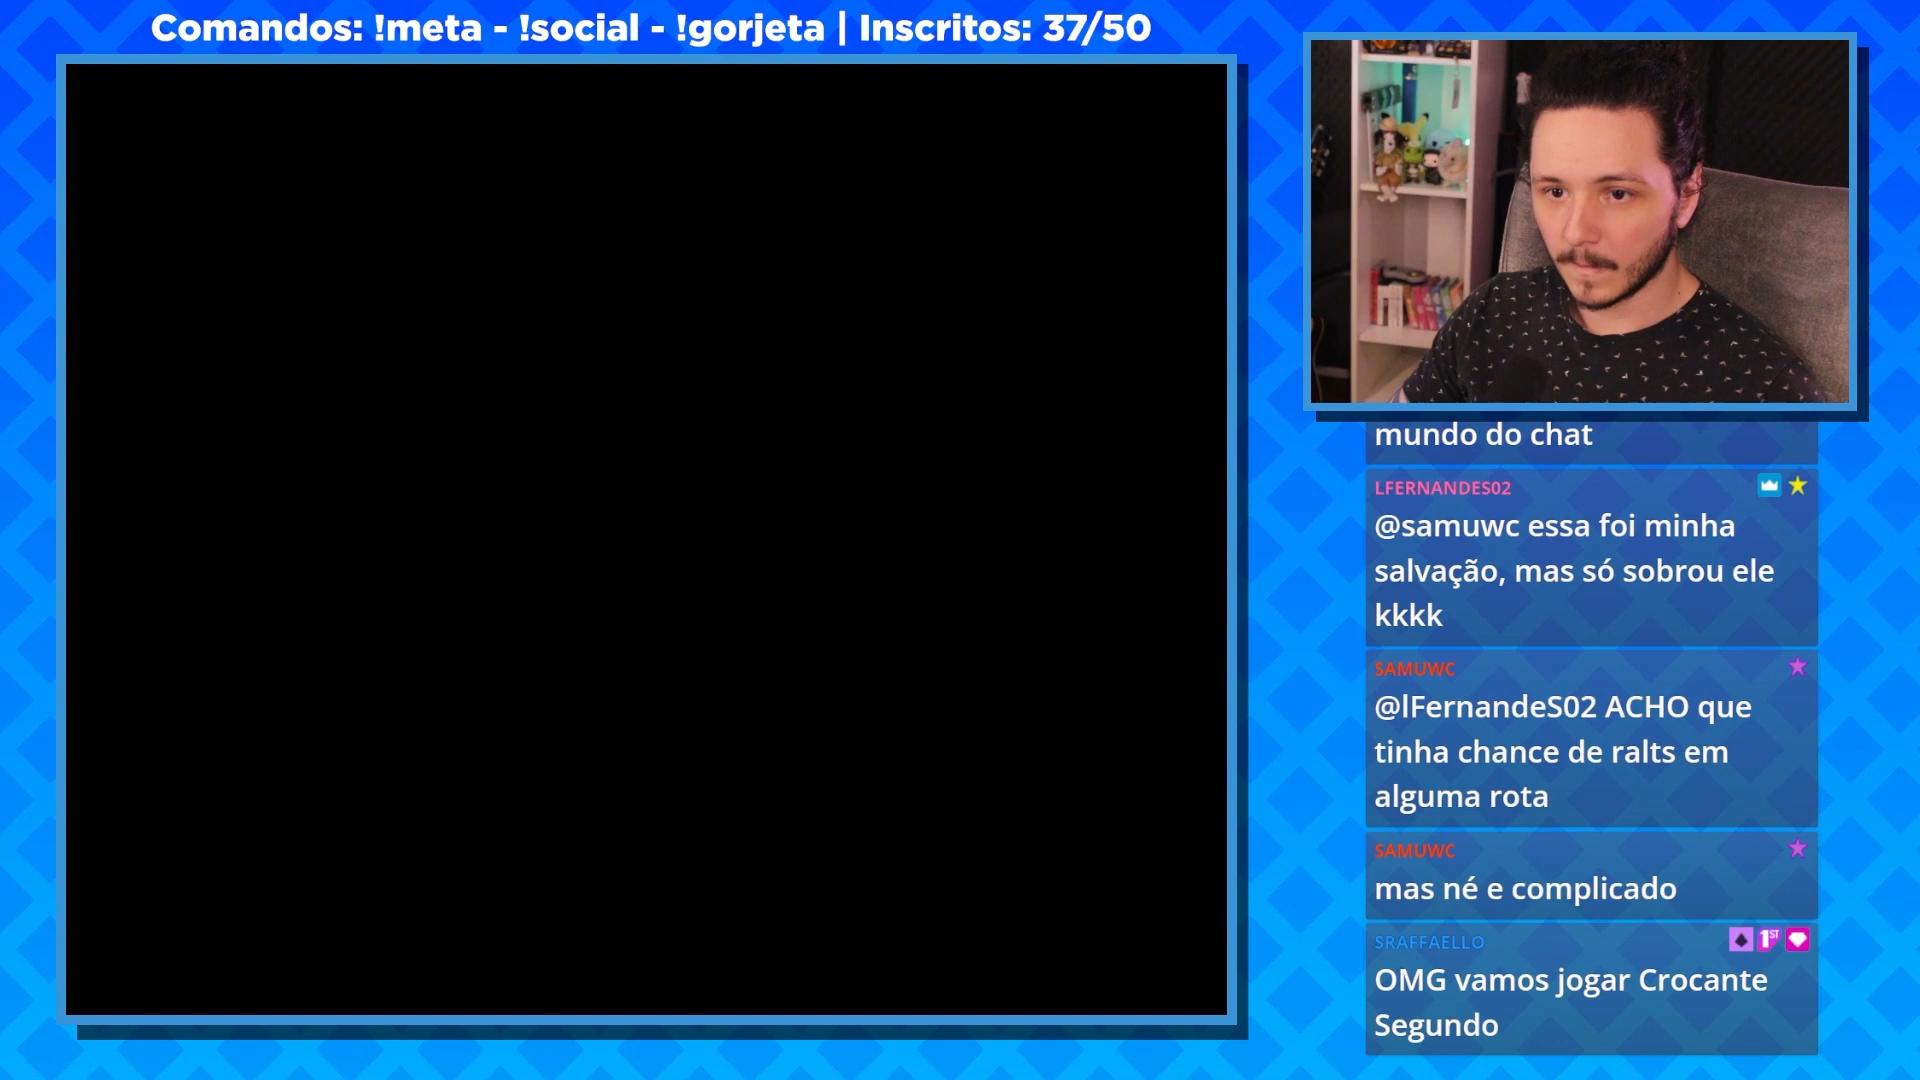 Comandos: !meta - !social - !gorjeta | Inscritos: 37/50
mundo do chat
LFERNANDES02
@samuwc essa foi minha
salvação, mas só sobrou ele
kkkk
SAMUWC
@lFernandeS02 ACHO que
tinha chance de ralts em
alguma rota
SAMUWC
mas né e complicado
SRAFFAELLO 1ST
OMG vamos jogar Crocante
Segundo